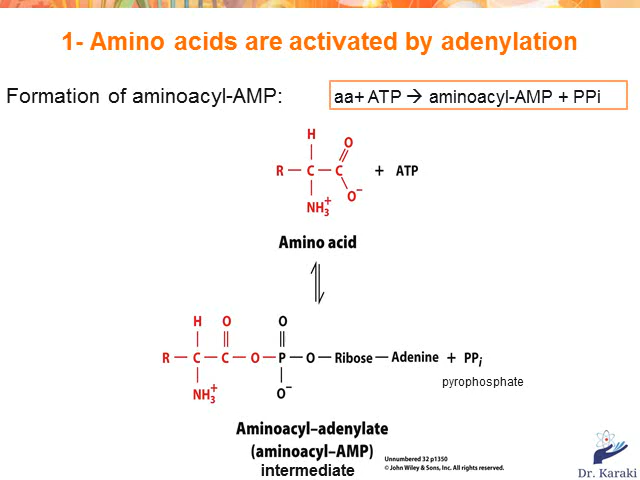 1- Amino acids are activated by adenylation
Formation of aminoacyl-AMP:
aa+ ATP → aminoacyl-AMP + PPi
H
O
R — C — C + ATP
O−
NH3+
Amino acid
H O O
R — C — C — O — P — O — Ribose — Adenine + PPi
NH3+ O−
pyrophosphate
Aminoacyl–adenylate
(aminoacyl–AMP)
intermediate
Unnumbered 32 p1350
© John Wiley & Sons, Inc. All rights reserved.
Dr. Karaki